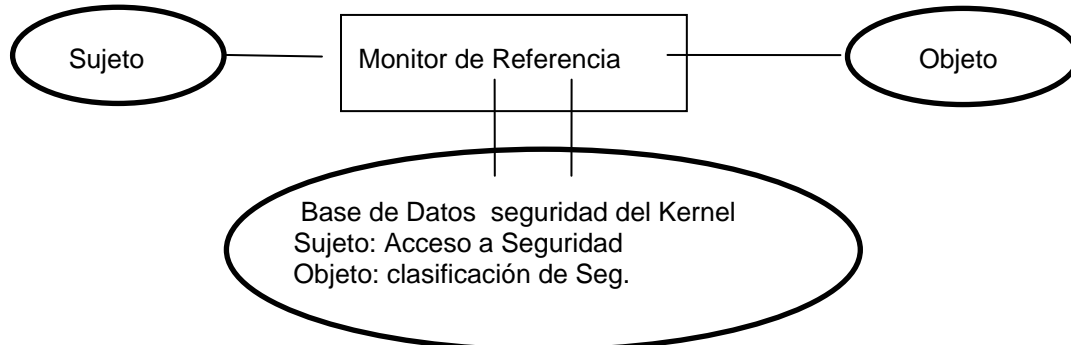 Sujeto
Monitor de Referencia
Objeto
Base de Datos seguridad del Kernel
Sujeto: Acceso a Seguridad
Objeto: clasificación de Seg.